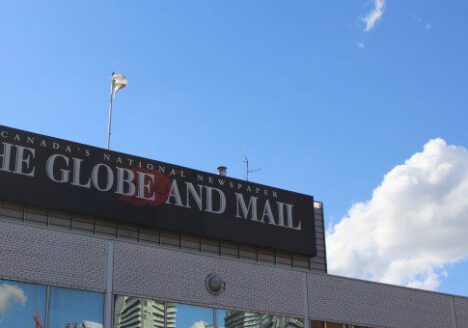 CANADA'S NATIONAL NEWSPAPER
HE GLOBE AND MAIL